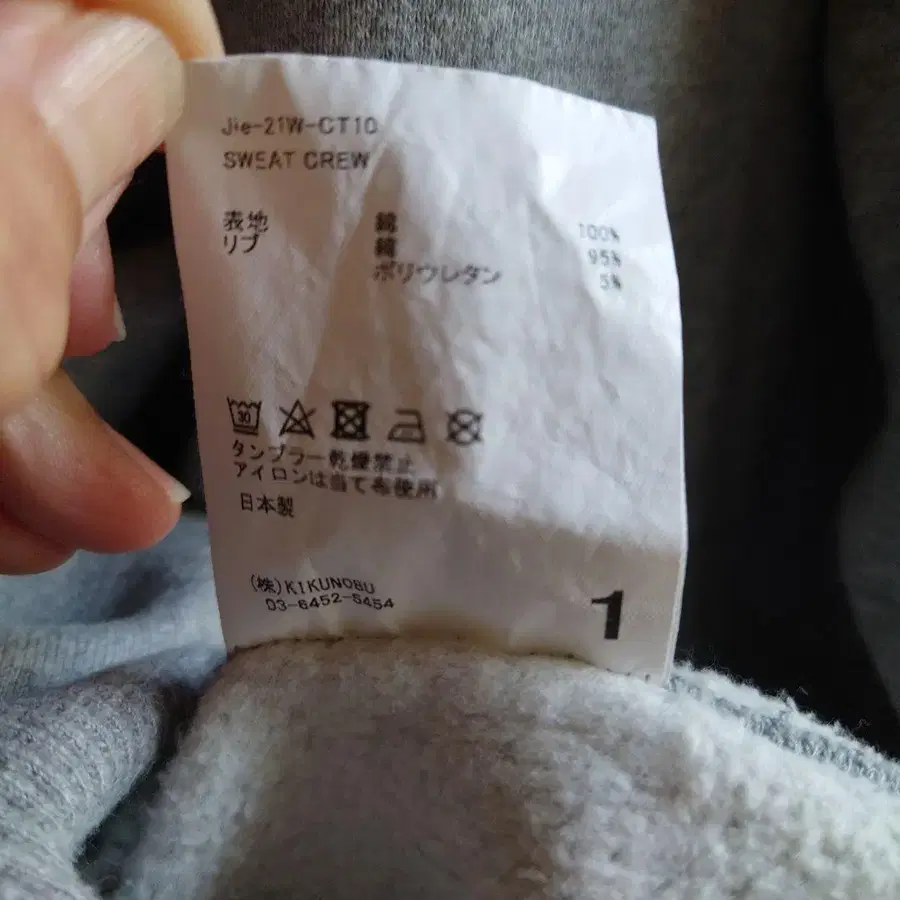 Jie-21W-CT10
SWEAT CREW
表地 綿 100%
リブ 綿 95%
ポリウレタン 5%
30
タンブラー乾燥禁止
アイロンは当て布使用
日本製
(株)KIKUNOBU
03-6452-5454
1